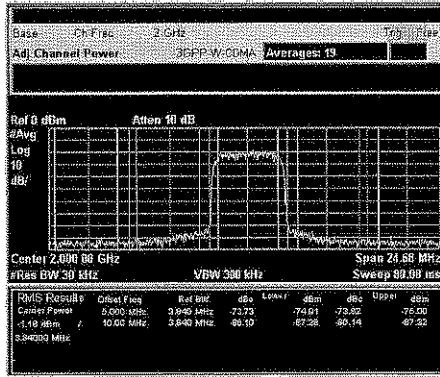 Base Ch Freq 2 GHz Trig Free
Adj Channel Power 3GPP W-CDMA Averages: 19
Ref 0 dBm Atten 10 dB
#Avg
Log
10
dB/
Center 2.000 00 GHz Span 24.68 MHz
#Res BW 30 kHz VBW 300 kHz Sweep 80.08 ms
RMS Results Offset Freq Ref BW dBc Lower dBm dBc Upper dBm
Carrier Power 5.000 MHz 3.840 MHz -73.73 -74.91 -73.82 -75.00
-1.18 dBm / 10.00 MHz 3.840 MHz -86.10 -87.28 -86.14 -87.32
3.84000 MHz